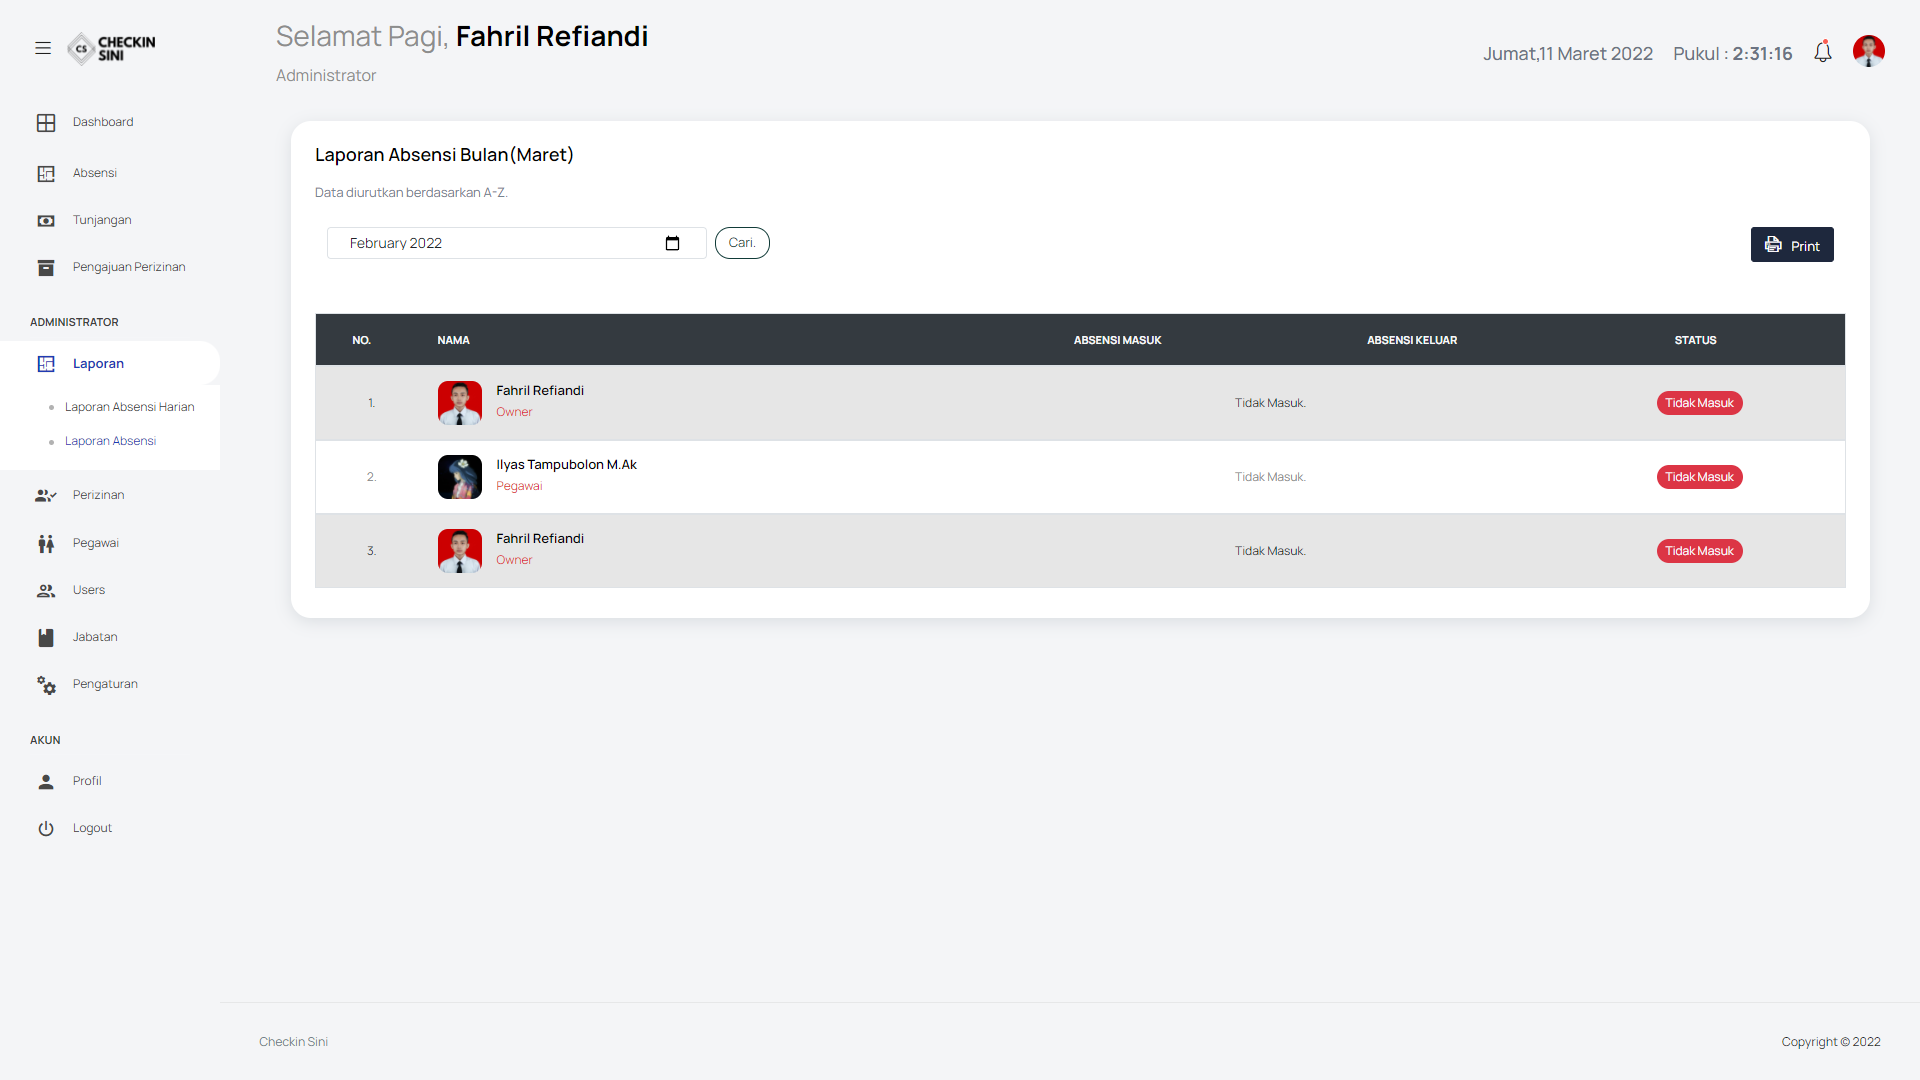 CHECKIN
SINI
CS
Selamat Pagi, Fahril Refiandi
Administrator
Jumat,11 Maret 2022 Pukul : 2:31:16
Dashboard
Absensi
Tunjangan
Pengajuan Perizinan
ADMINISTRATOR
Laporan
Laporan Absensi Harian
Laporan Absensi
Perizinan
Pegawai
Users
Jabatan
Pengaturan
AKUN
Profil
Logout
Laporan Absensi Bulan(Maret)
Data diurutkan berdasarkan A-Z.
February 2022 Cari. Print
NO. NAMA ABSENSI MASUK ABSENSI KELUAR STATUS
1. Fahril Refiandi Tidak Masuk. Tidak Masuk
Owner
2. Ilyas Tampubolon M.Ak Tidak Masuk. Tidak Masuk
Pegawai
3. Fahril Refiandi Tidak Masuk. Tidak Masuk
Owner
Checkin Sini Copyright © 2022